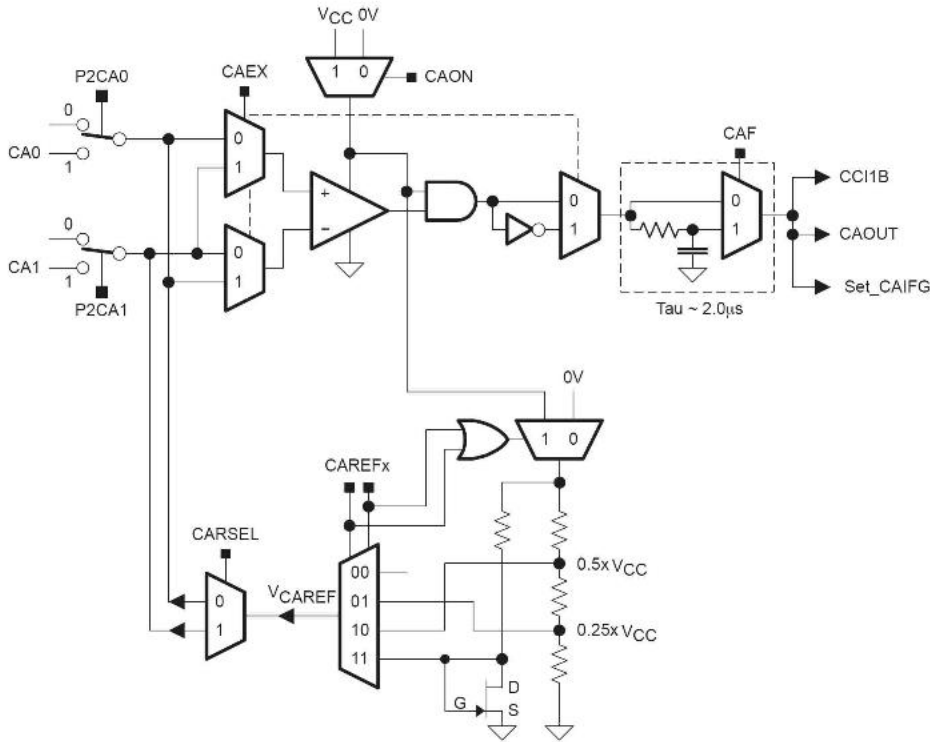 VCC 0V
1 0
CAON
P2CA0
CAEX
0
CA0
1
0
1
+
−
0
CA1
1
P2CA1
0
1
0
1
CAF
0
1
CCI1B
CAOUT
Set_CAIFG
Tau ~ 2.0µs
0V
1 0
CAREFx
CARSEL
0
1
VCAREF
00
01
10
11
0.5x VCC
0.25x VCC
G
D
S